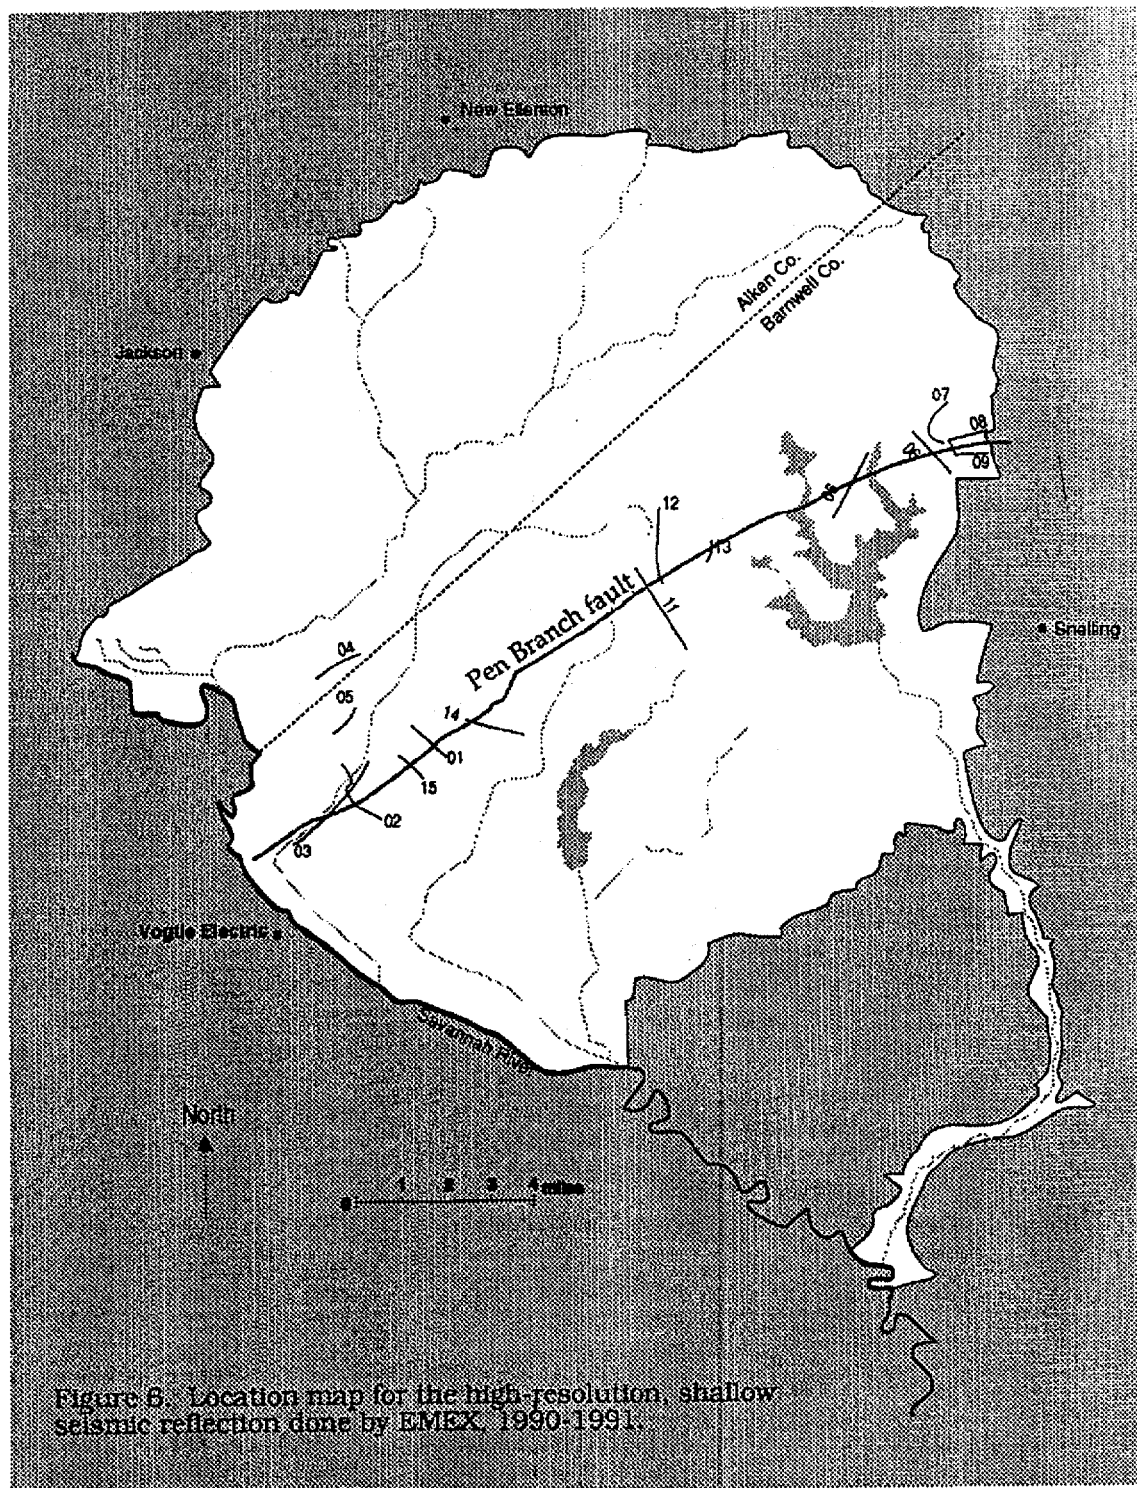 New Ellenton
Aiken Co.
Barnwell Co.
Jackson
07
08
09
06
12
13
11
Pen Branch fault
Snelling
04
05
14
01
15
02
03
Vogtle Electric
Savannah River
North
0 1 2 3 4 miles
Figure 6. Location map for the high-resolution, shallow
seismic reflection done by EMEX, 1990-1991.